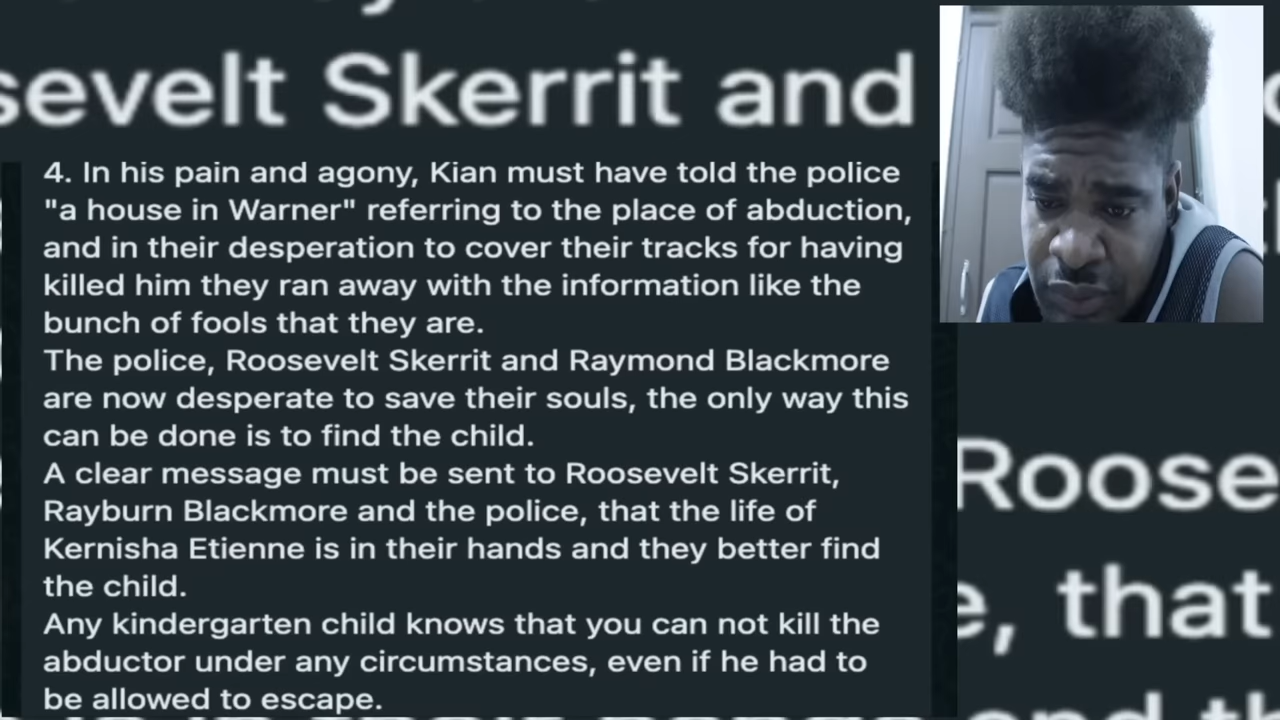 sevelt Skerrit and
4. In his pain and agony, Kian must have told the police
"a house in Warner" referring to the place of abduction,
and in their desperation to cover their tracks for having
killed him they ran away with the information like the
bunch of fools that they are.
The police, Roosevelt Skerrit and Raymond Blackmore
are now desperate to save their souls, the only way this
can be done is to find the child.
A clear message must be sent to Roosevelt Skerrit,
Rayburn Blackmore and the police, that the life of
Kernisha Etienne is in their hands and they better find
the child.
Any kindergarten child knows that you can not kill the
abductor under any circumstances, even if he had to
be allowed to escape.
Roose
e, that